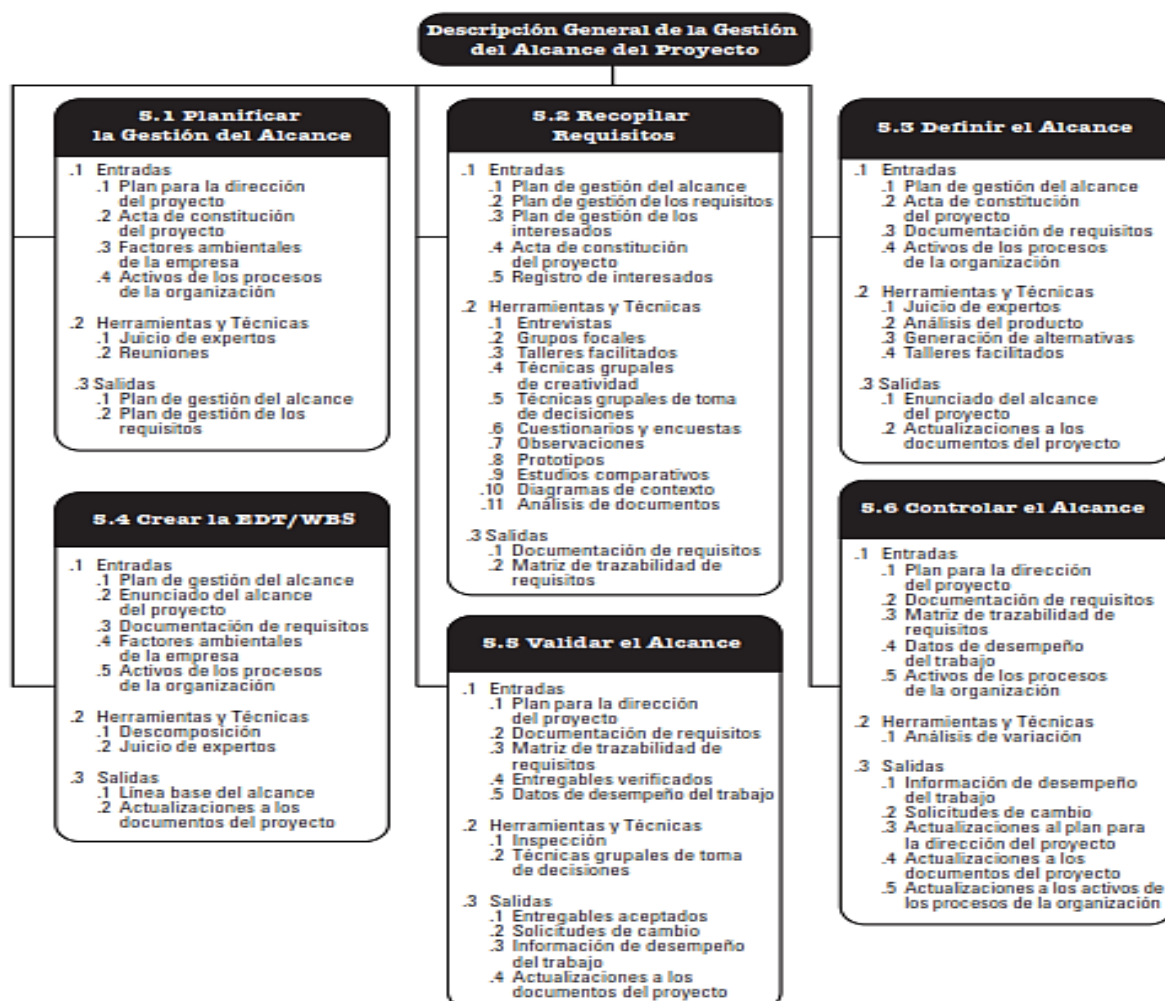 Descripción General de la Gestión
del Alcance del Proyecto
5.1 Planificar
la Gestión del Alcance
.1 Entradas
.1 Plan para la dirección
del proyecto
.2 Acta de constitución
del proyecto
.3 Factores ambientales
de la empresa
.4 Activos de los procesos
de la organización
.2 Herramientas y Técnicas
.1 Juicio de expertos
.2 Reuniones
.3 Salidas
.1 Plan de gestión del alcance
.2 Plan de gestión de los
requisitos
5.2 Recopilar
Requisitos
.1 Entradas
.1 Plan de gestión del alcance
.2 Plan de gestión de los requisitos
.3 Plan de gestión de los
interesados
.4 Acta de constitución
del proyecto
.5 Registro de interesados
.2 Herramientas y Técnicas
.1 Entrevistas
.2 Grupos focales
.3 Talleres facilitados
.4 Técnicas grupales
de creatividad
.5 Técnicas grupales de toma
de decisiones
.6 Cuestionarios y encuestas
.7 Observaciones
.8 Prototipos
.9 Estudios comparativos
.10 Diagramas de contexto
.11 Análisis de documentos
.3 Salidas
.1 Documentación de requisitos
.2 Matriz de trazabilidad de
requisitos
5.3 Definir el Alcance
.1 Entradas
.1 Plan de gestión del alcance
.2 Acta de constitución
del proyecto
.3 Documentación de requisitos
.4 Activos de los procesos
de la organización
.2 Herramientas y Técnicas
.1 Juicio de expertos
.2 Análisis del producto
.3 Generación de alternativas
.4 Talleres facilitados
.3 Salidas
.1 Enunciado del alcance
del proyecto
.2 Actualizaciones a los
documentos del proyecto
5.4 Crear la EDT/WBS
.1 Entradas
.1 Plan de gestión del alcance
.2 Enunciado del alcance
del proyecto
.3 Documentación de requisitos
.4 Factores ambientales
de la empresa
.5 Activos de los procesos
de la organización
.2 Herramientas y Técnicas
.1 Descomposición
.2 Juicio de expertos
.3 Salidas
.1 Línea base del alcance
.2 Actualizaciones a los
documentos del proyecto
5.5 Validar el Alcance
.1 Entradas
.1 Plan para la dirección
del proyecto
.2 Documentación de requisitos
.3 Matriz de trazabilidad de
requisitos
.4 Entregables verificados
.5 Datos de desempeño del trabajo
.2 Herramientas y Técnicas
.1 Inspección
.2 Técnicas grupales de toma
de decisiones
.3 Salidas
.1 Entregables aceptados
.2 Solicitudes de cambio
.3 Información de desempeño
del trabajo
.4 Actualizaciones a los
documentos del proyecto
5.6 Controlar el Alcance
.1 Entradas
.1 Plan para la dirección
del proyecto
.2 Documentación de requisitos
.3 Matriz de trazabilidad de
requisitos
.4 Datos de desempeño
del trabajo
.5 Activos de los procesos
de la organización
.2 Herramientas y Técnicas
.1 Análisis de variación
.3 Salidas
.1 Información de desempeño
del trabajo
.2 Solicitudes de cambio
.3 Actualizaciones al plan para
la dirección del proyecto
.4 Actualizaciones a los
documentos del proyecto
.5 Actualizaciones a los activos de
los procesos de la organización